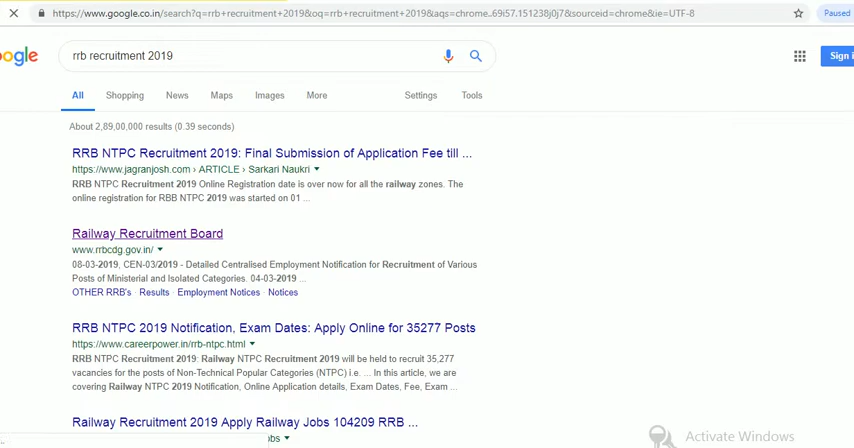 https://www.google.co.in/search?q=rrb+recruitment+2019&oq=rrb+recruitment+2019&aqs=chrome..69i57.151238j0j7&sourceid=chrome&ie=UTF-8 Paused
ogle rrb recruitment 2019 Sign i
All Shopping News Maps Images More Settings Tools
About 2,89,00,000 results (0.39 seconds)
RRB NTPC Recruitment 2019: Final Submission of Application Fee till ...
https://www.jagranjosh.com › ARTICLE › Sarkari Naukri
RRB NTPC Recruitment 2019 Online Registration date is over now for all the railway zones. The
online registration for RBB NTPC 2019 was started on 01 ...
Railway Recruitment Board
www.rrbcdg.gov.in/
08-03-2019, CEN-03/2019 - Detailed Centralised Employment Notification for Recruitment of Various
Posts of Ministerial and Isolated Categories. 04-03-2019 ...
OTHER RRB's · Results · Employment Notices · Notices
RRB NTPC 2019 Notification, Exam Dates: Apply Online for 35277 Posts
https://www.careerpower.in/rrb-ntpc.html
RRB NTPC Recruitment 2019: Railway NTPC Recruitment 2019 will be held to recruit 35,277
vacancies for the posts of Non-Technical Popular Categories (NTPC) i.e. ... In this article, we are
covering Railway NTPC 2019 Notification, Online Application details, Exam Dates, Fee, Exam ...
Railway Recruitment 2019 Apply Railway Jobs 104209 RRB ...
obs
Activate Windows